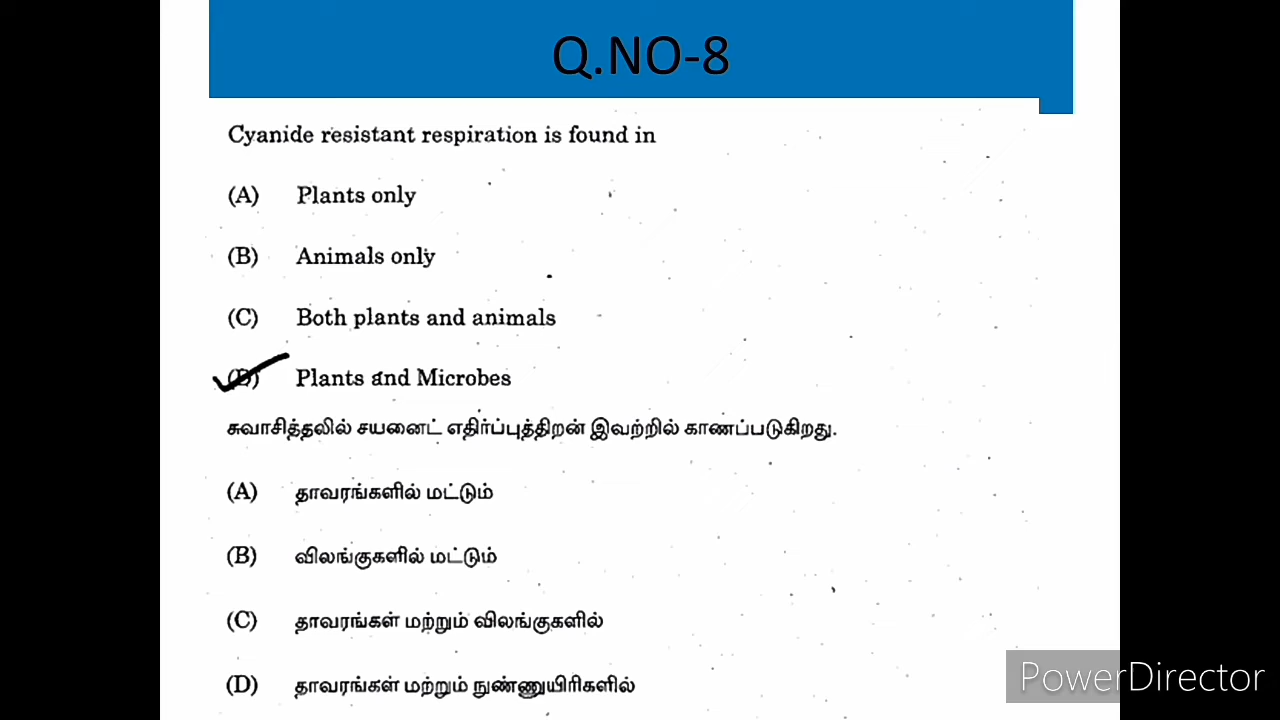 Q.NO-8
Cyanide resistant respiration is found in
(A) Plants only
(B) Animals only
(C) Both plants and animals
(D) Plants and Microbes
சுவாசித்தலில் சயனைட் எதிர்ப்புத்திறன் இவற்றில் காணப்படுகிறது.
(A) தாவரங்களில் மட்டும்
(B) விலங்குகளில் மட்டும்
(C) தாவரங்கள் மற்றும் விலங்குகளில்
(D) தாவரங்கள் மற்றும் நுண்ணுயிரிகளில்
PowerDirector